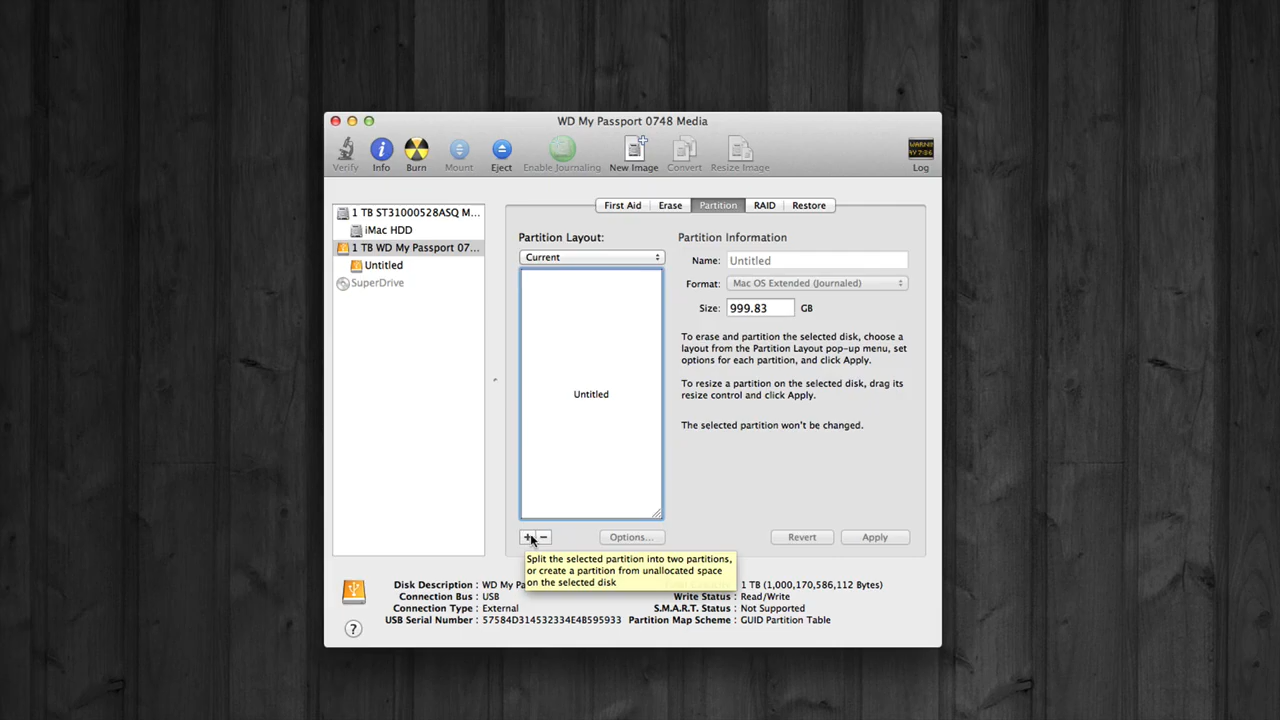 WD My Passport 0748 Media
Verify
Info
Burn
Mount
Eject
Enable Journaling
New Image
Convert
Resize Image
Log
1 TB ST31000528ASQ M...
iMac HDD
1 TB WD My Passport 07...
Untitled
SuperDrive
First Aid
Erase
Partition
RAID
Restore
Partition Layout:
Current
Untitled
+ −
Options...
Partition Information
Name: Untitled
Format: Mac OS Extended (Journaled)
Size: 999.83 GB
To erase and partition the selected disk, choose a
layout from the Partition Layout pop-up menu, set
options for each partition, and click Apply.
To resize a partition on the selected disk, drag its
resize control and click Apply.
The selected partition won't be changed.
Revert
Apply
Split the selected partition into two partitions,
or create a partition from unallocated space
on the selected disk
Disk Description : WD My
Connection Bus : USB
Connection Type : External
USB Serial Number : 57584D314532334E4B595933
1 TB (1,000,170,586,112 Bytes)
Write Status : Read/Write
S.M.A.R.T. Status : Not Supported
Partition Map Scheme : GUID Partition Table
?